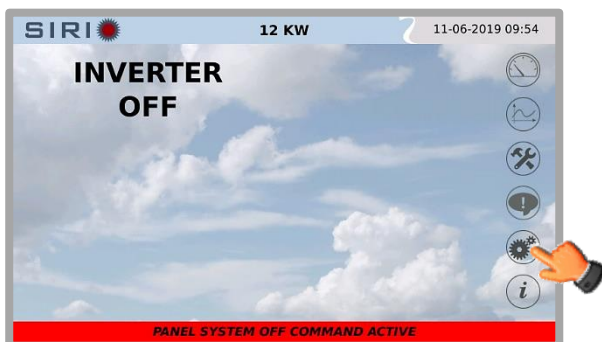 SIRI
12 KW
11-06-2019 09:54
INVERTER
OFF
i
PANEL SYSTEM OFF COMMAND ACTIVE